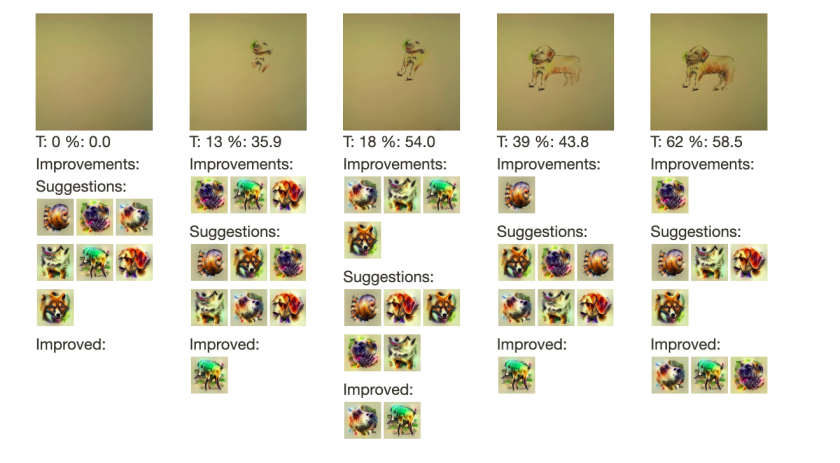 T: 0 %: 0.0
Improvements:
Suggestions:
Improved:
T: 13 %: 35.9
Improvements:
Suggestions:
Improved:
T: 18 %: 54.0
Improvements:
Suggestions:
Improved:
T: 39 %: 43.8
Improvements:
Suggestions:
Improved:
T: 62 %: 58.5
Improvements:
Suggestions:
Improved: